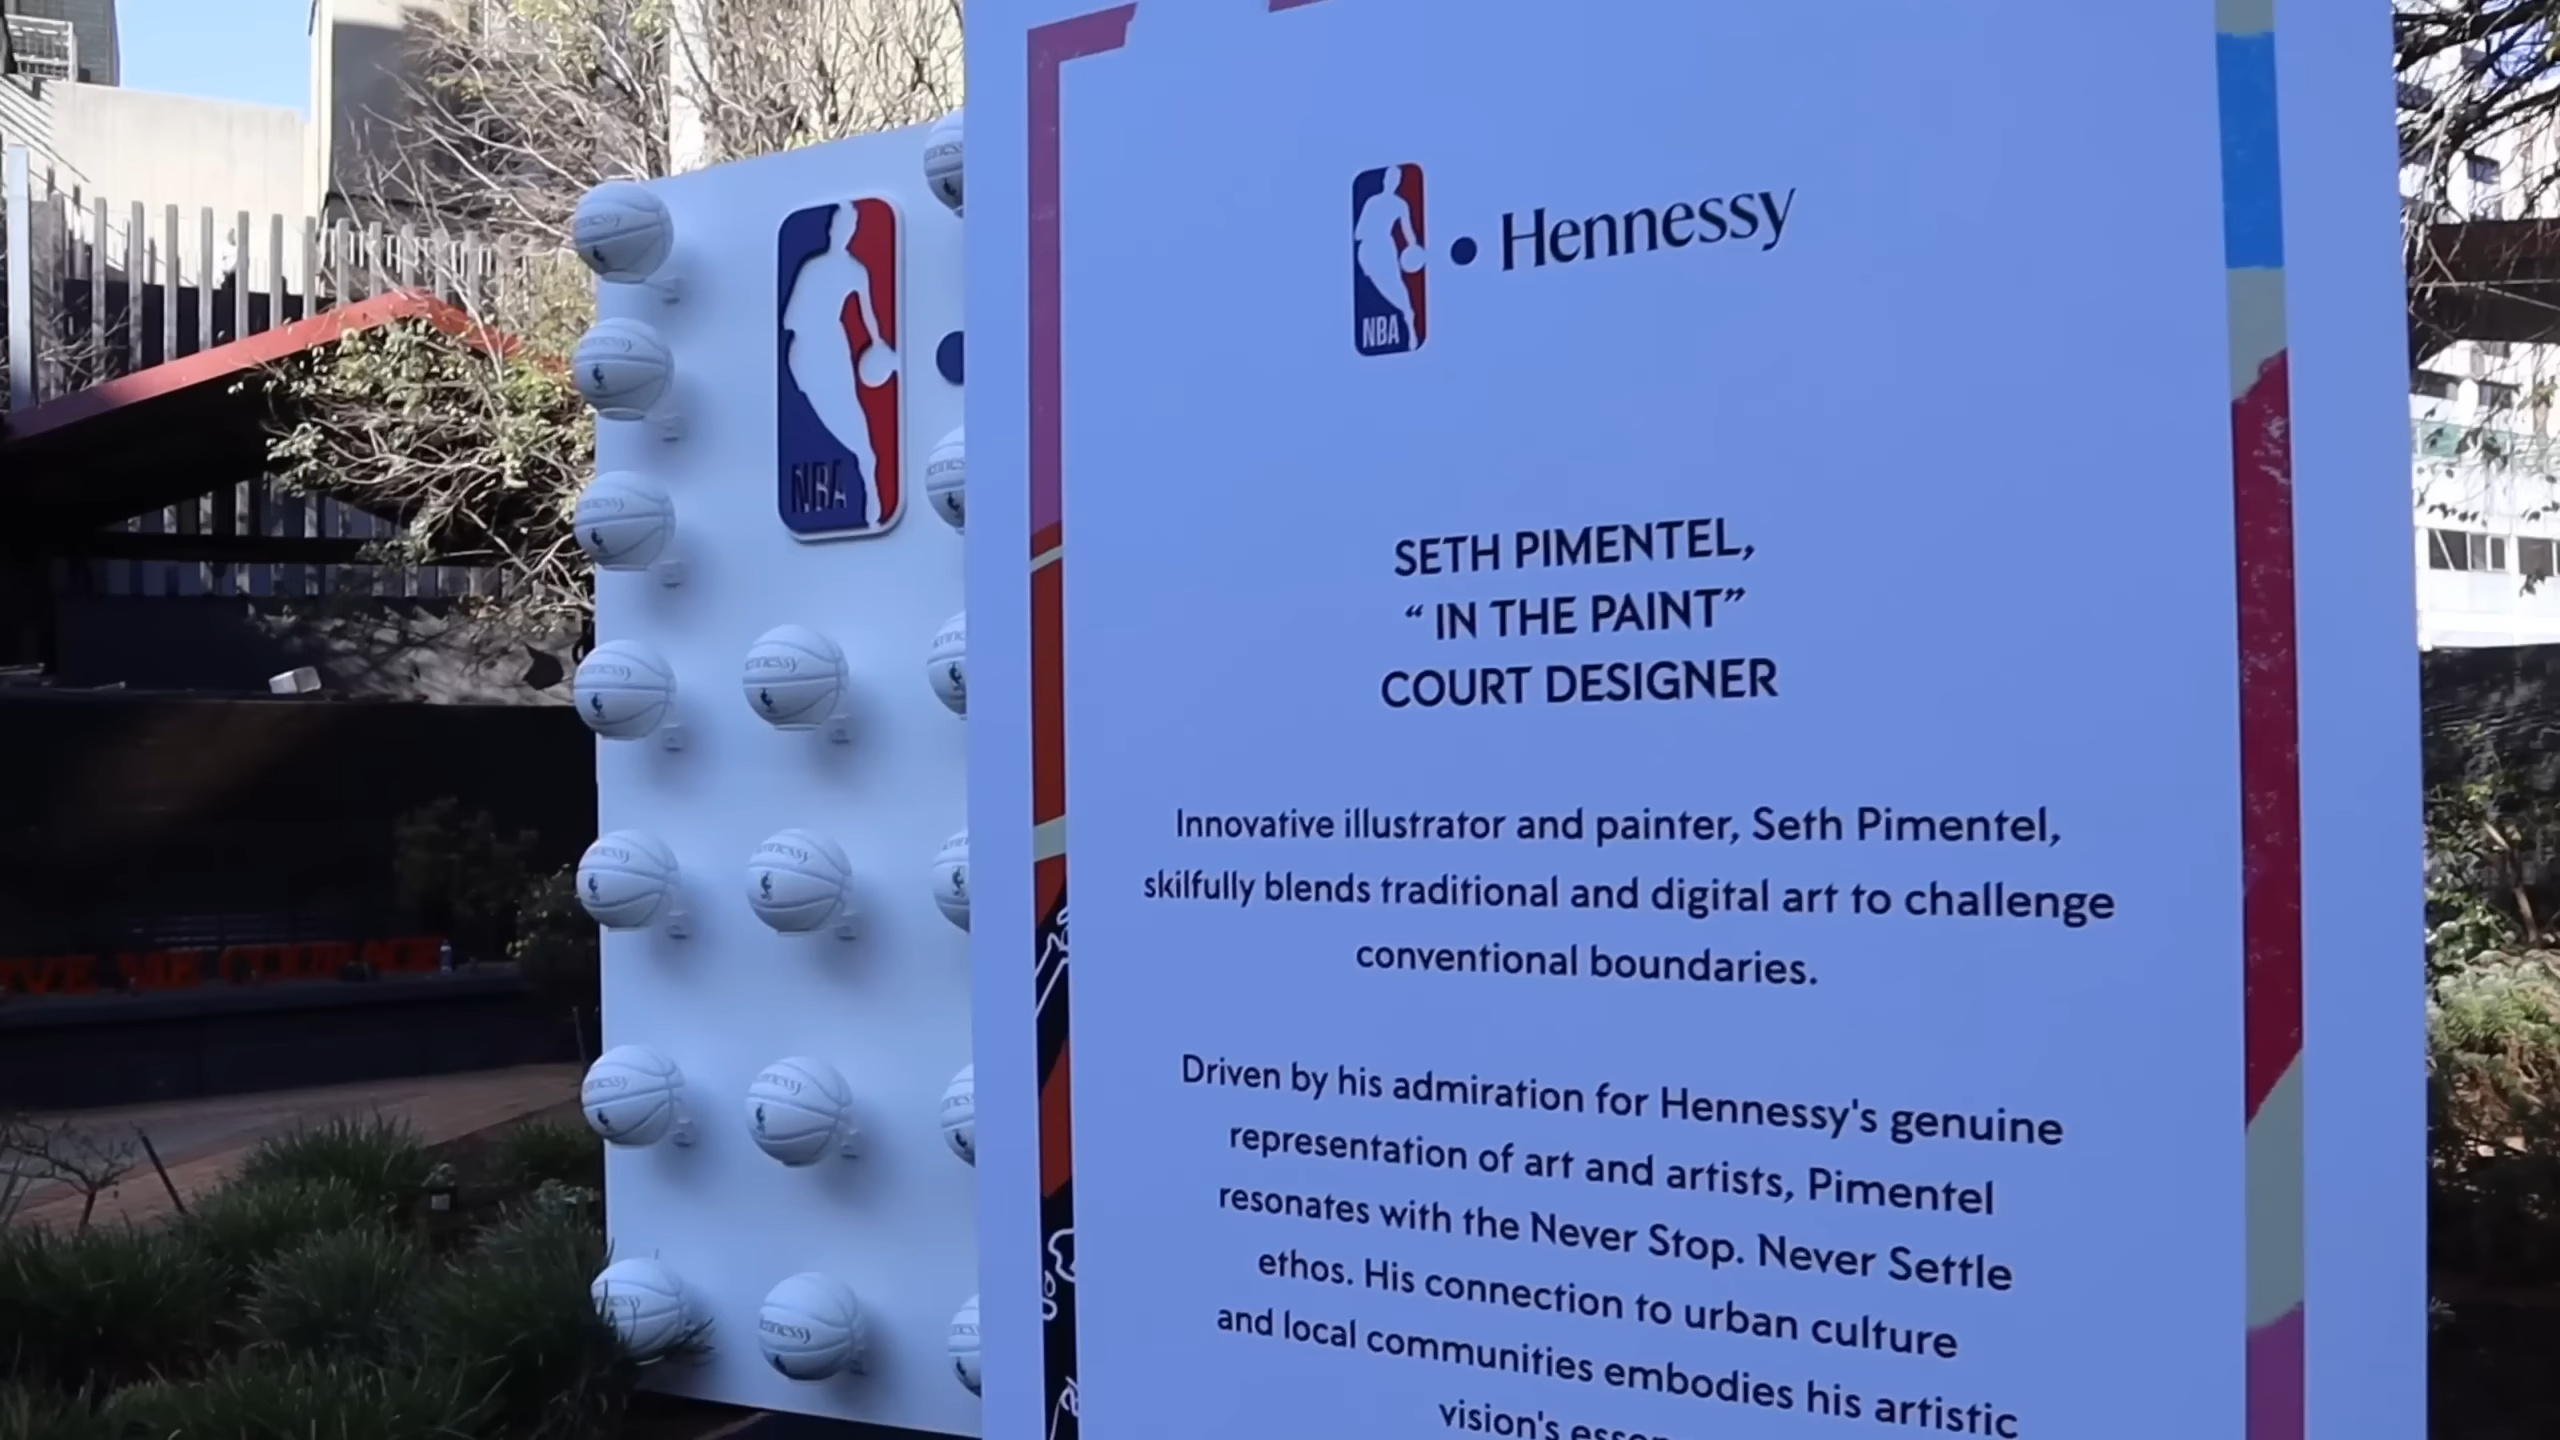 NBA
NBA • Hennessy
SETH PIMENTEL,
“ IN THE PAINT”
COURT DESIGNER
Innovative illustrator and painter, Seth Pimentel,
skilfully blends traditional and digital art to challenge
conventional boundaries.
Driven by his admiration for Hennessy's genuine
representation of art and artists, Pimentel
resonates with the Never Stop. Never Settle
ethos. His connection to urban culture
and local communities embodies his artistic
vision's